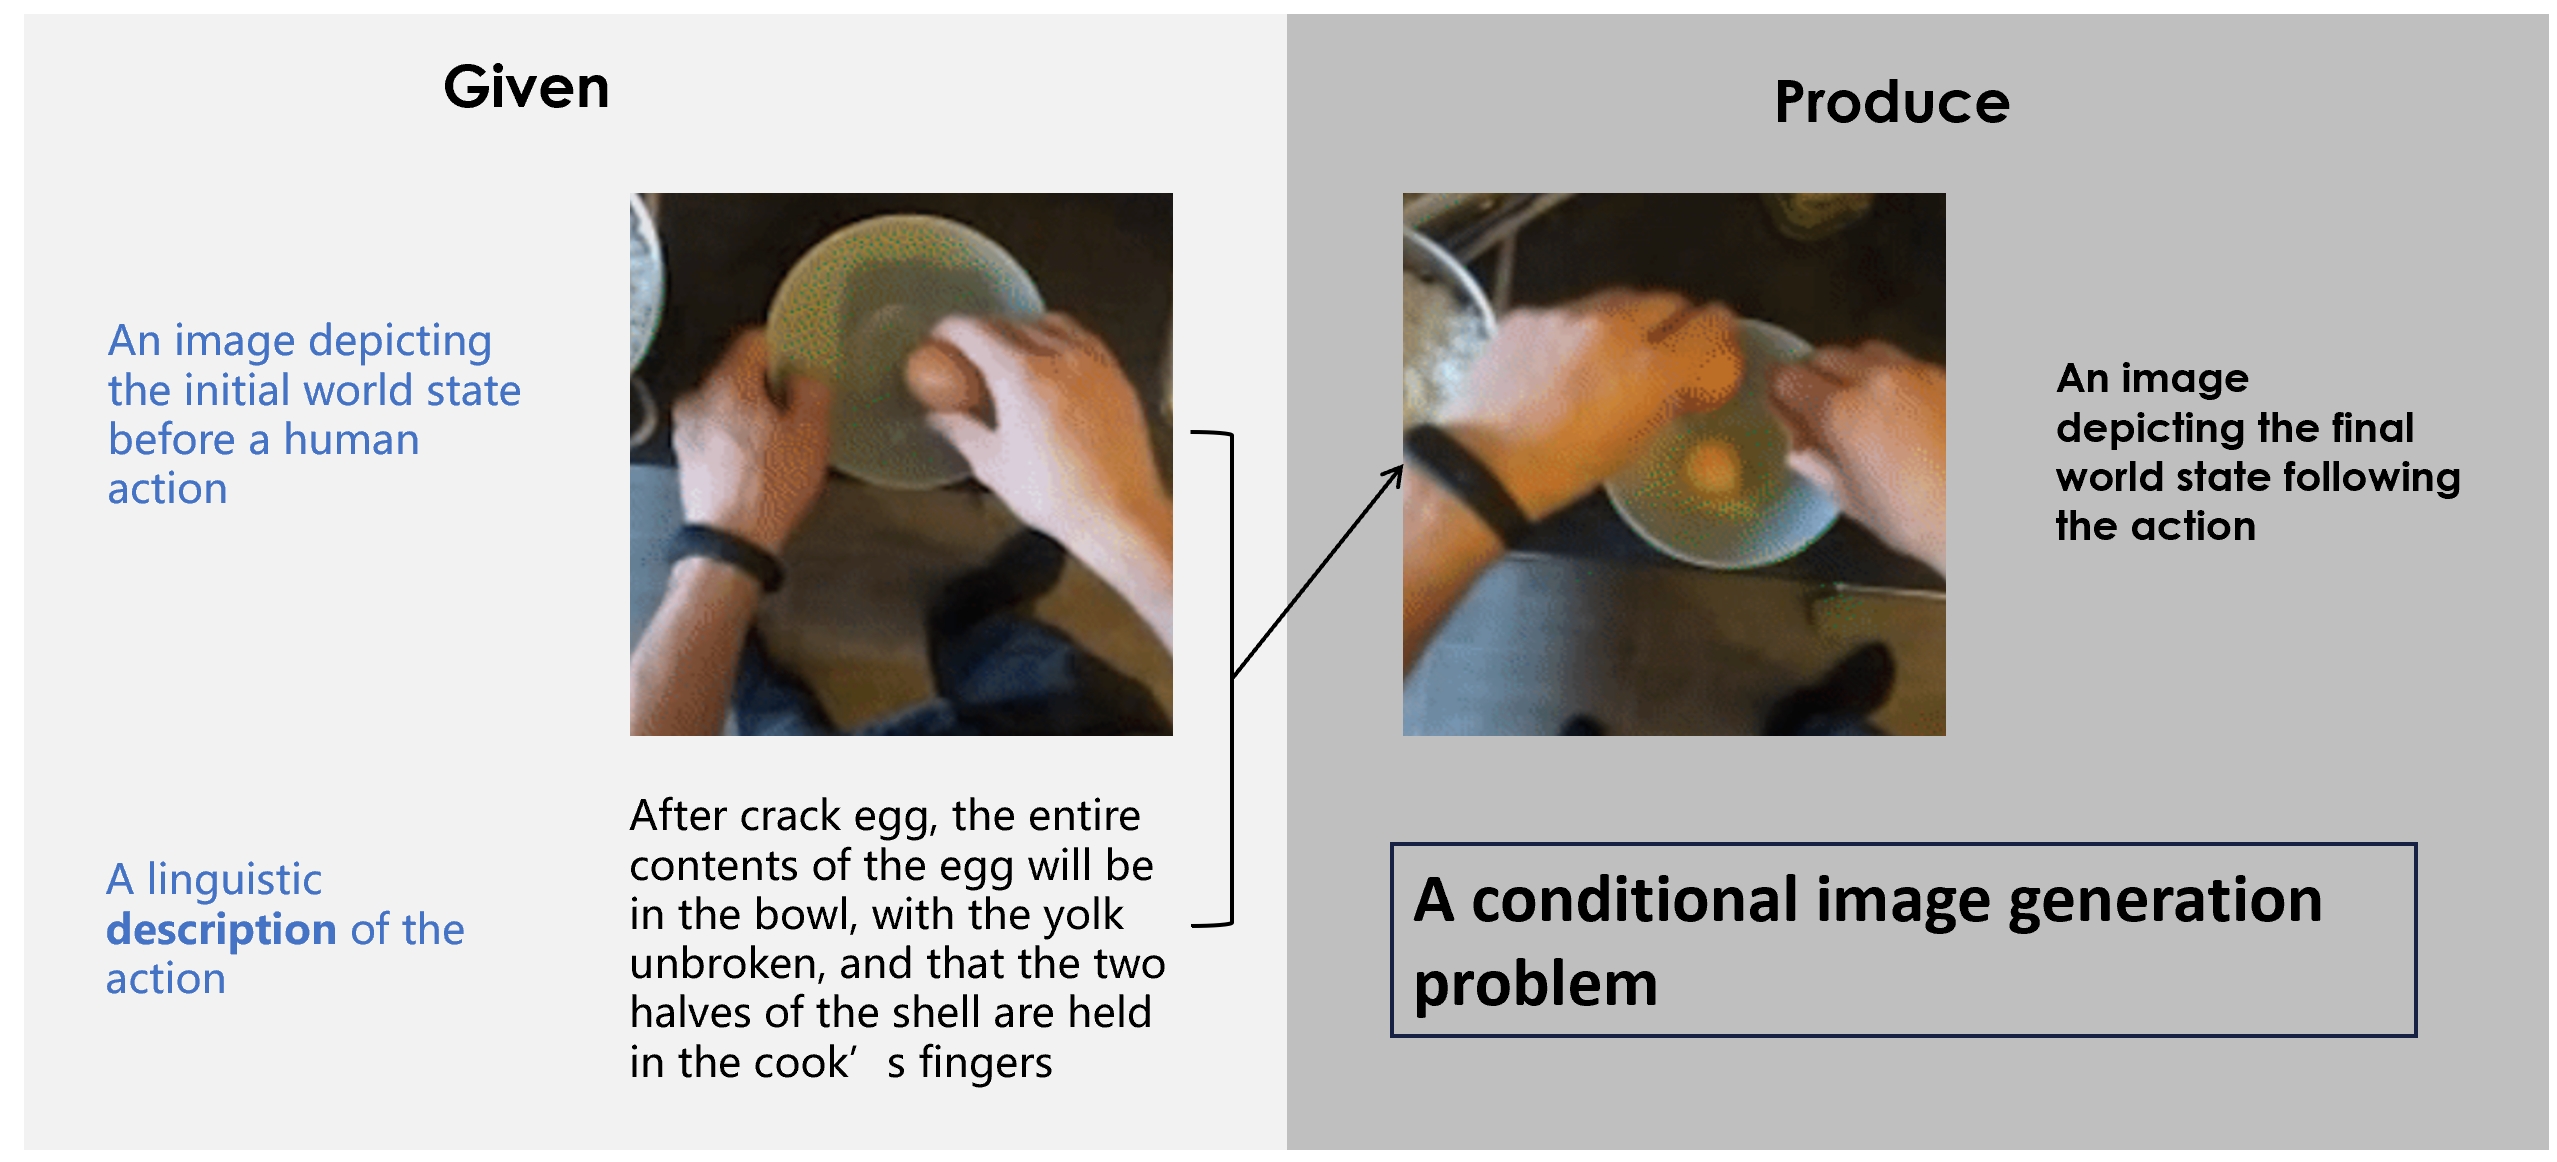 Given
An image depicting
the initial world state
before a human
action
A linguistic
description of the
action
After crack egg, the entire
contents of the egg will be
in the bowl, with the yolk
unbroken, and that the two
halves of the shell are held
in the cook’ s fingers
Produce
An image
depicting the final
world state following
the action
A conditional image generation
problem